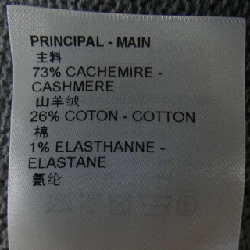 PRINCIPAL - MAIN
主料
73% CACHEMIRE -
CASHMERE
山羊绒
26% COTON - COTTON
棉
1% ELASTHANNE -
ELASTANE
氨纶